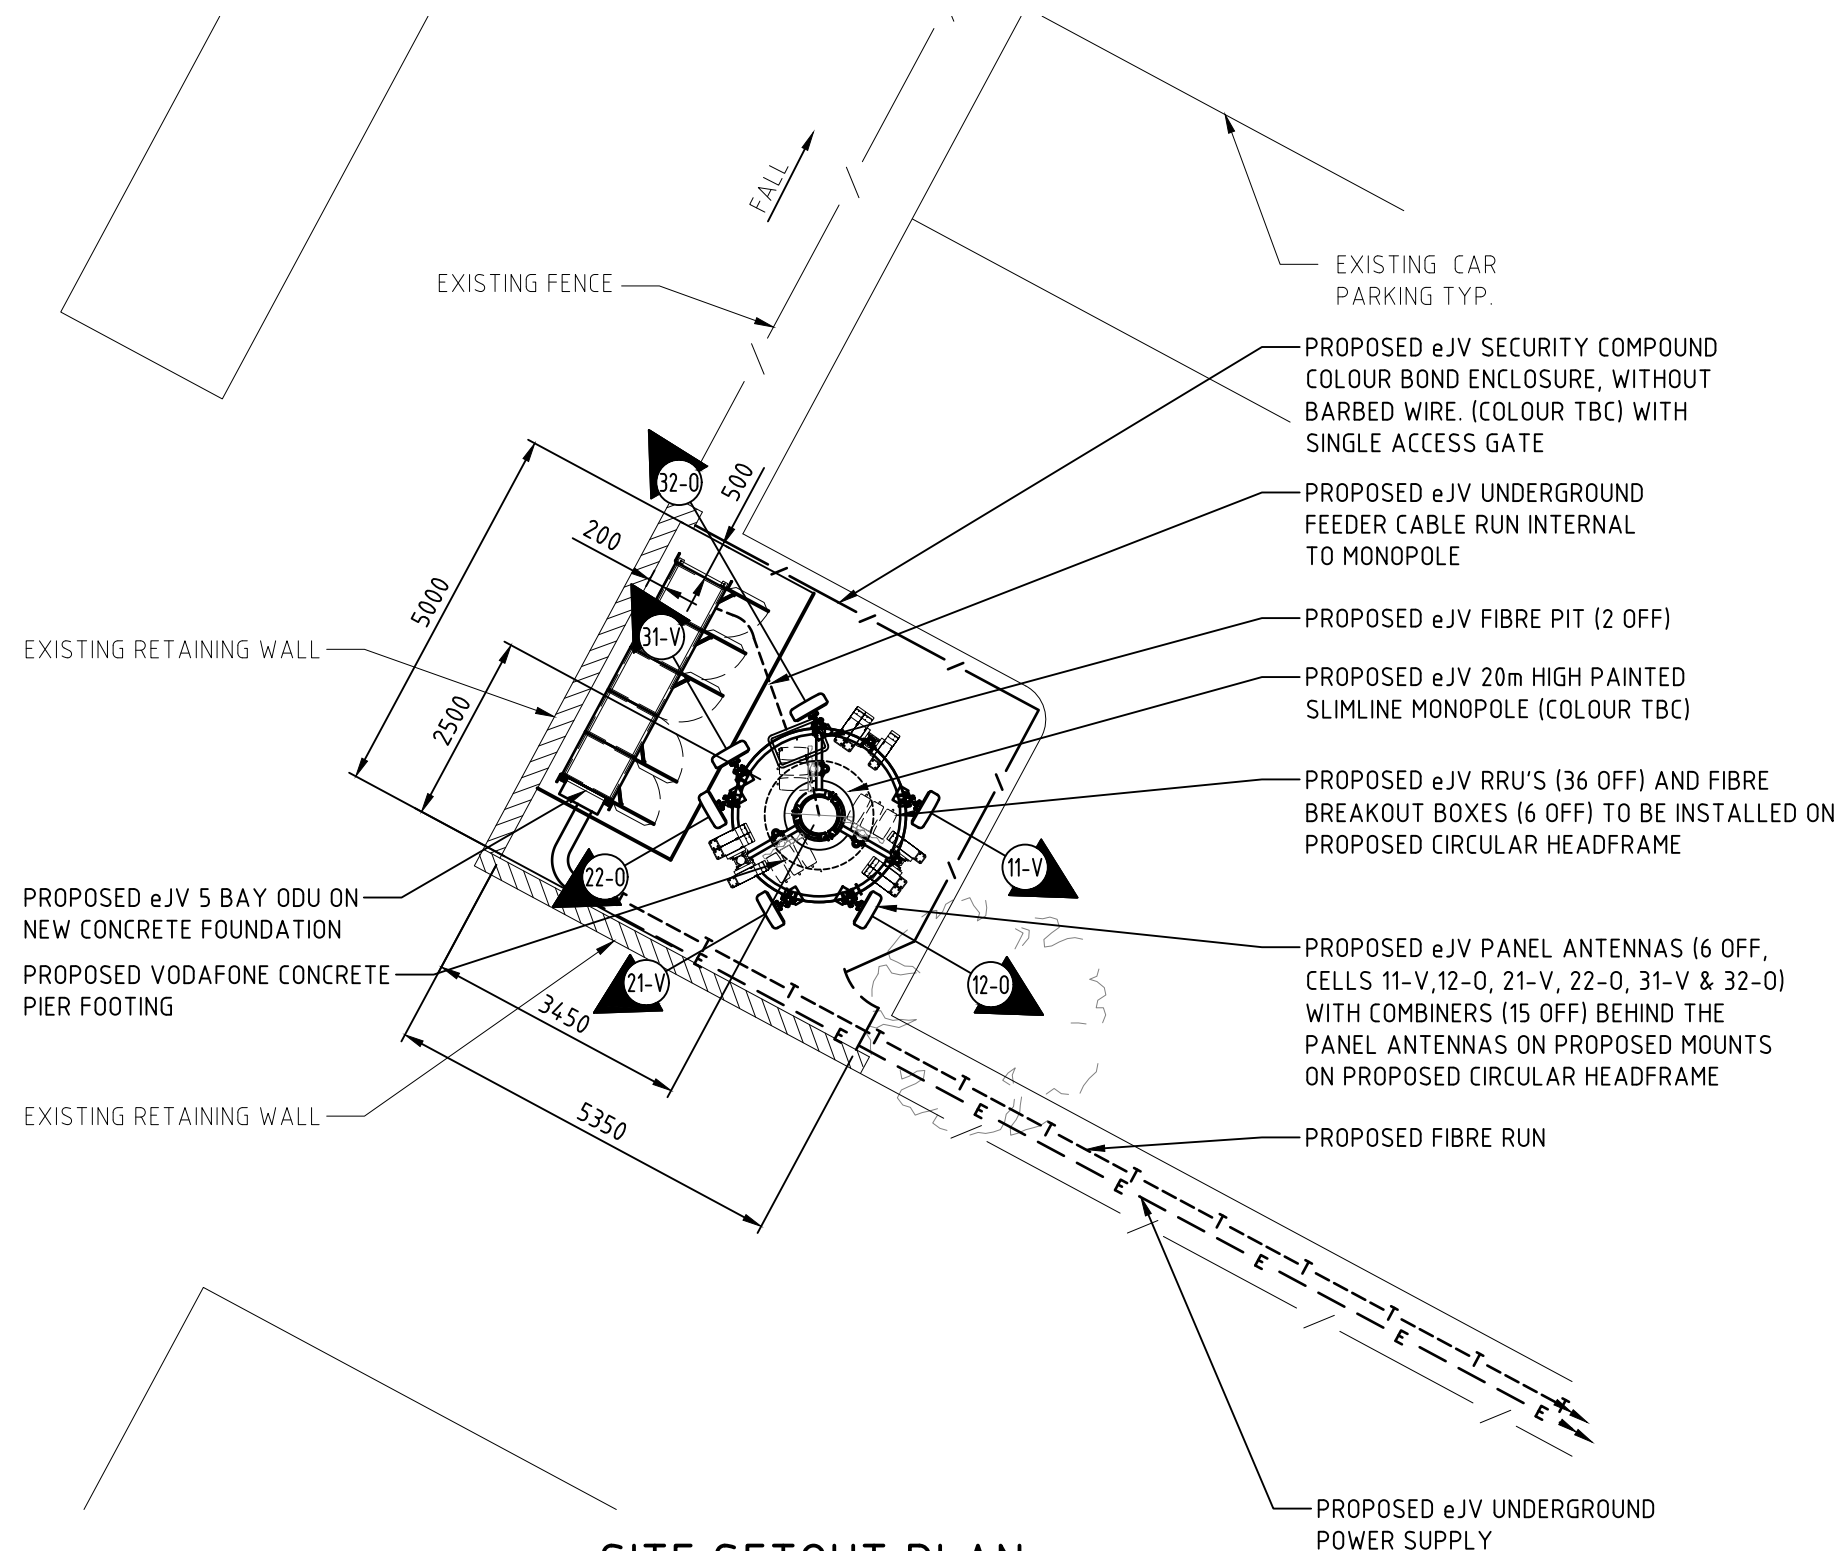 FALL
EXISTING FENCE
EXISTING CAR
PARKING TYP.
PROPOSED eJV SECURITY COMPOUND
COLOUR BOND ENCLOSURE, WITHOUT
BARBED WIRE. (COLOUR TBC) WITH
SINGLE ACCESS GATE
PROPOSED eJV UNDERGROUND
FEEDER CABLE RUN INTERNAL
TO MONOPOLE
PROPOSED eJV FIBRE PIT (2 OFF)
PROPOSED eJV 20m HIGH PAINTED
SLIMLINE MONOPOLE (COLOUR TBC)
PROPOSED eJV RRU'S (36 OFF) AND FIBRE
BREAKOUT BOXES (6 OFF) TO BE INSTALLED ON
PROPOSED CIRCULAR HEADFRAME
PROPOSED eJV PANEL ANTENNAS (6 OFF,
CELLS 11-V,12-O, 21-V, 22-O, 31-V & 32-O)
WITH COMBINERS (15 OFF) BEHIND THE
PANEL ANTENNAS ON PROPOSED MOUNTS
ON PROPOSED CIRCULAR HEADFRAME
PROPOSED FIBRE RUN
PROPOSED eJV UNDERGROUND
POWER SUPPLY
32-O
500
200
5000
31-V
EXISTING RETAINING WALL
2500
11-V
22-O
PROPOSED eJV 5 BAY ODU ON
NEW CONCRETE FOUNDATION
PROPOSED VODAFONE CONCRETE
PIER FOOTING
21-V
12-O
3450
5350
EXISTING RETAINING WALL
T
E
T
E
T
T
E
T
T
E
T
T
E
T
E
T
T
E
SITE SETOUT PLAN